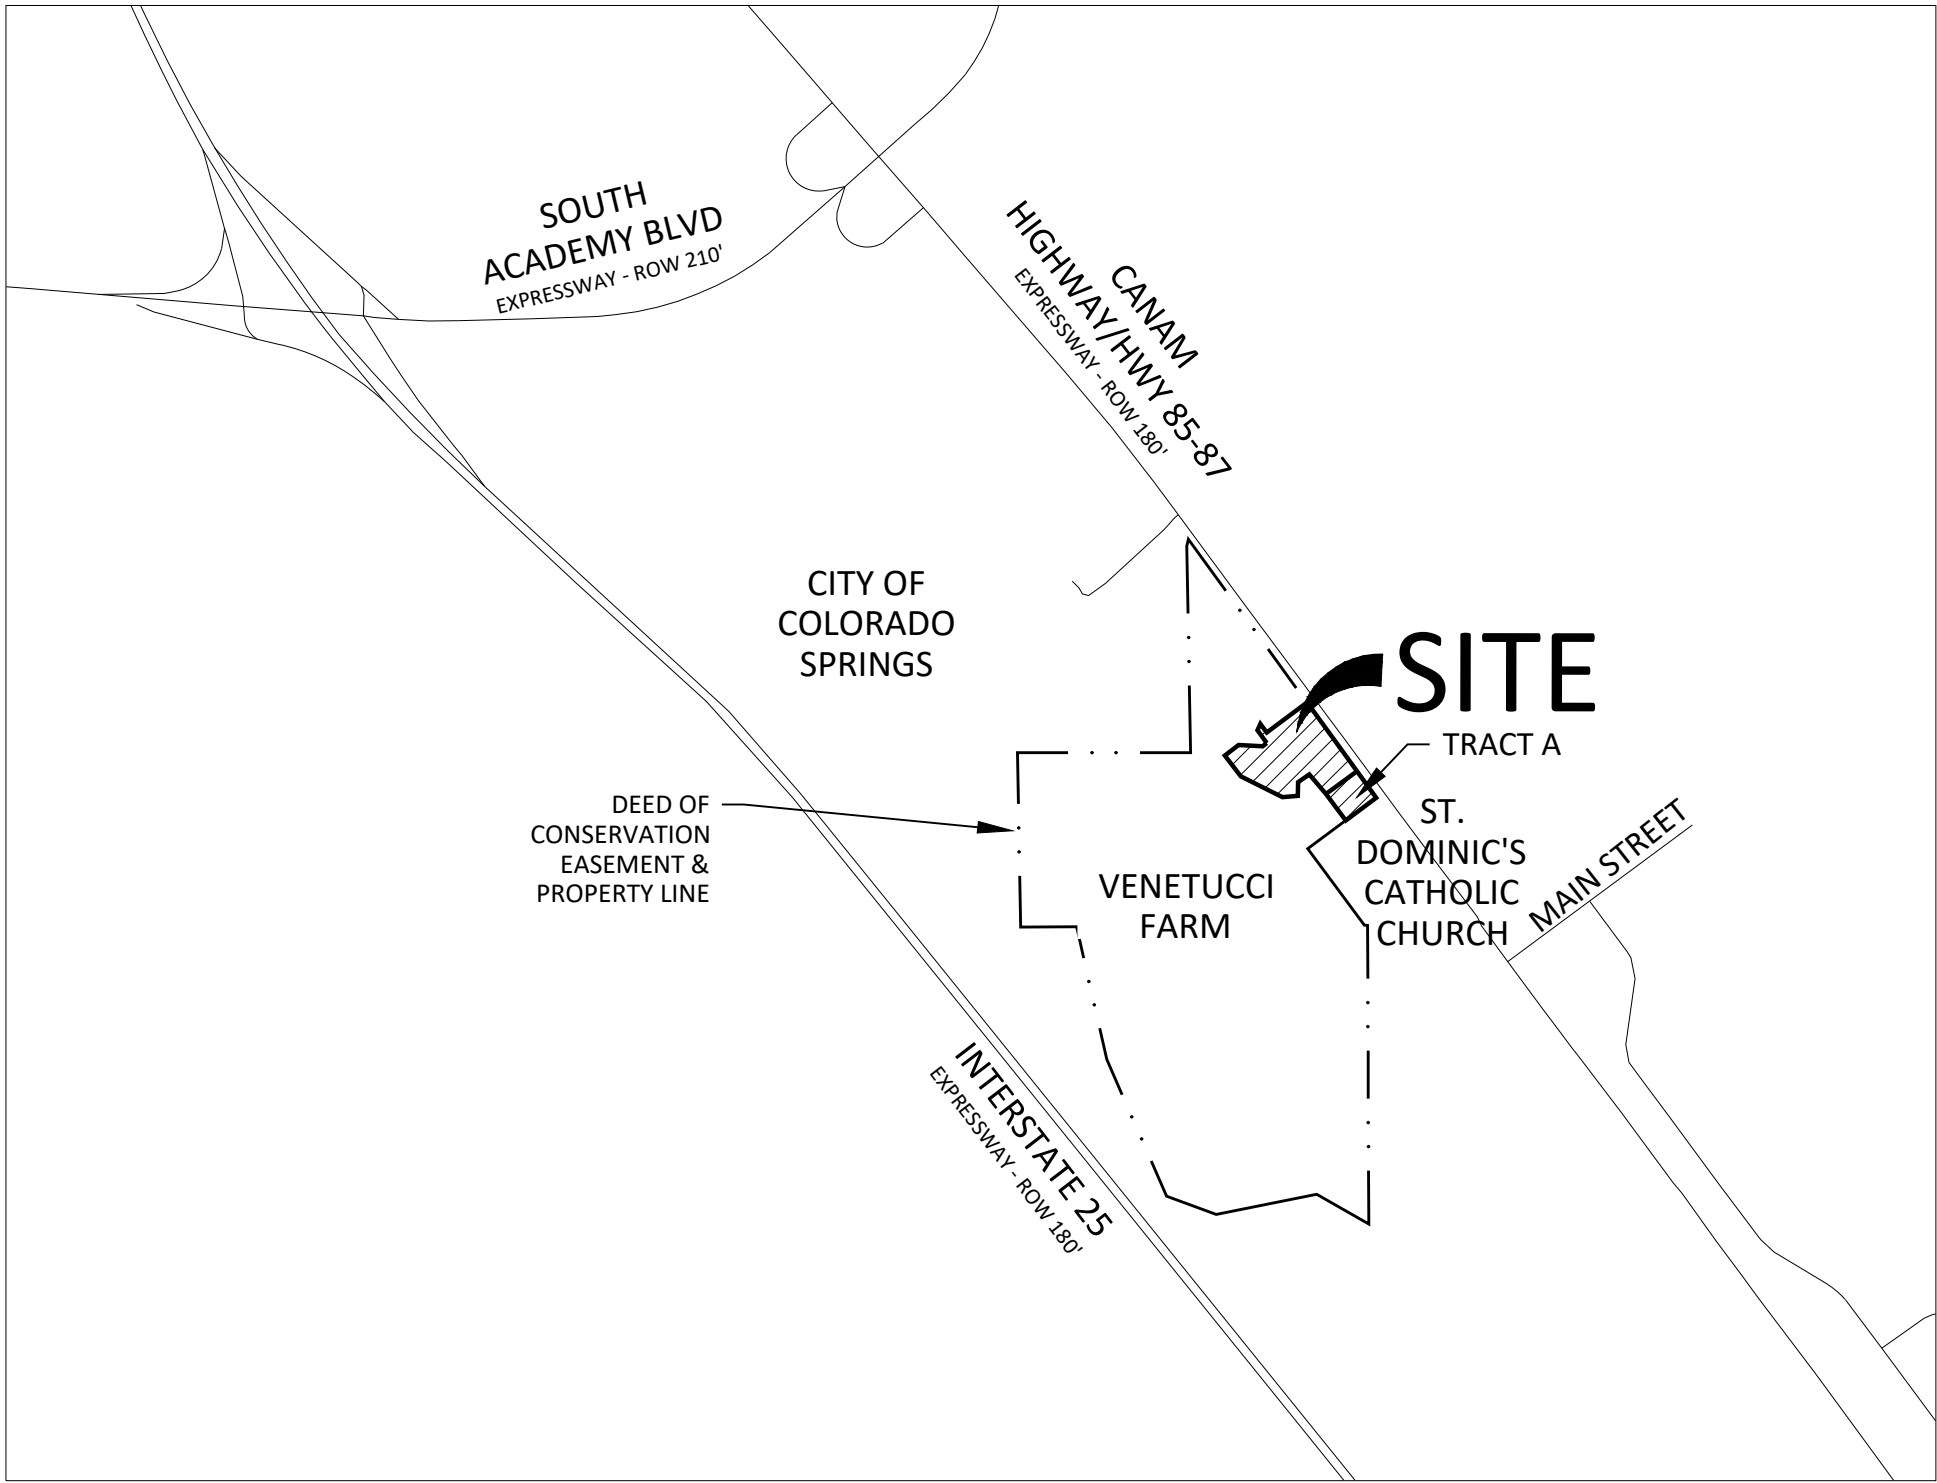 SOUTH
ACADEMY BLVD
EXPRESSWAY - ROW 210'
CANAM
HIGHWAY/HWY 85-87
EXPRESSWAY - ROW 180'
CITY OF
COLORADO
SPRINGS
SITE
TRACT A
DEED OF
CONSERVATION
EASEMENT &
PROPERTY LINE
ST.
DOMINIC'S
CATHOLIC
CHURCH
MAIN STREET
VENETUCCI
FARM
INTERSTATE 25
EXPRESSWAY - ROW 180'